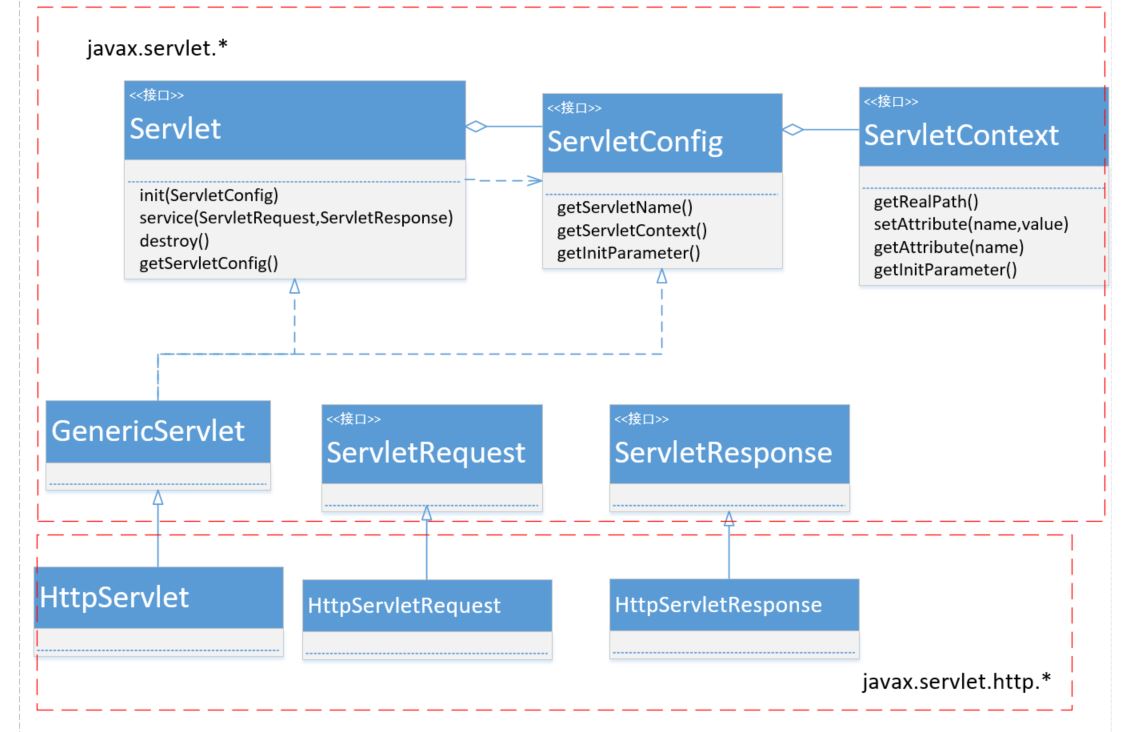 javax.servlet.*
<<接口>>
Servlet
init(ServletConfig)
service(ServletRequest,ServletResponse)
destroy()
getServletConfig()
<<接口>>
ServletConfig
getServletName()
getServletContext()
getInitParameter()
<<接口>>
ServletContext
getRealPath()
setAttribute(name,value)
getAttribute(name)
getInitParameter()
GenericServlet
<<接口>>
ServletRequest
<<接口>>
ServletResponse
HttpServlet
HttpServletRequest
HttpServletResponse
javax.servlet.http.*